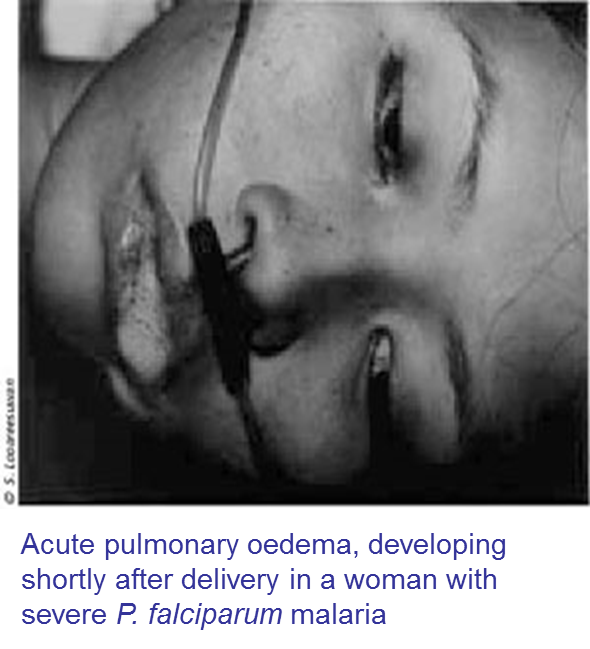 © S. Looareesuwan
Acute pulmonary oedema, developing
shortly after delivery in a woman with
severe P. falciparum malaria